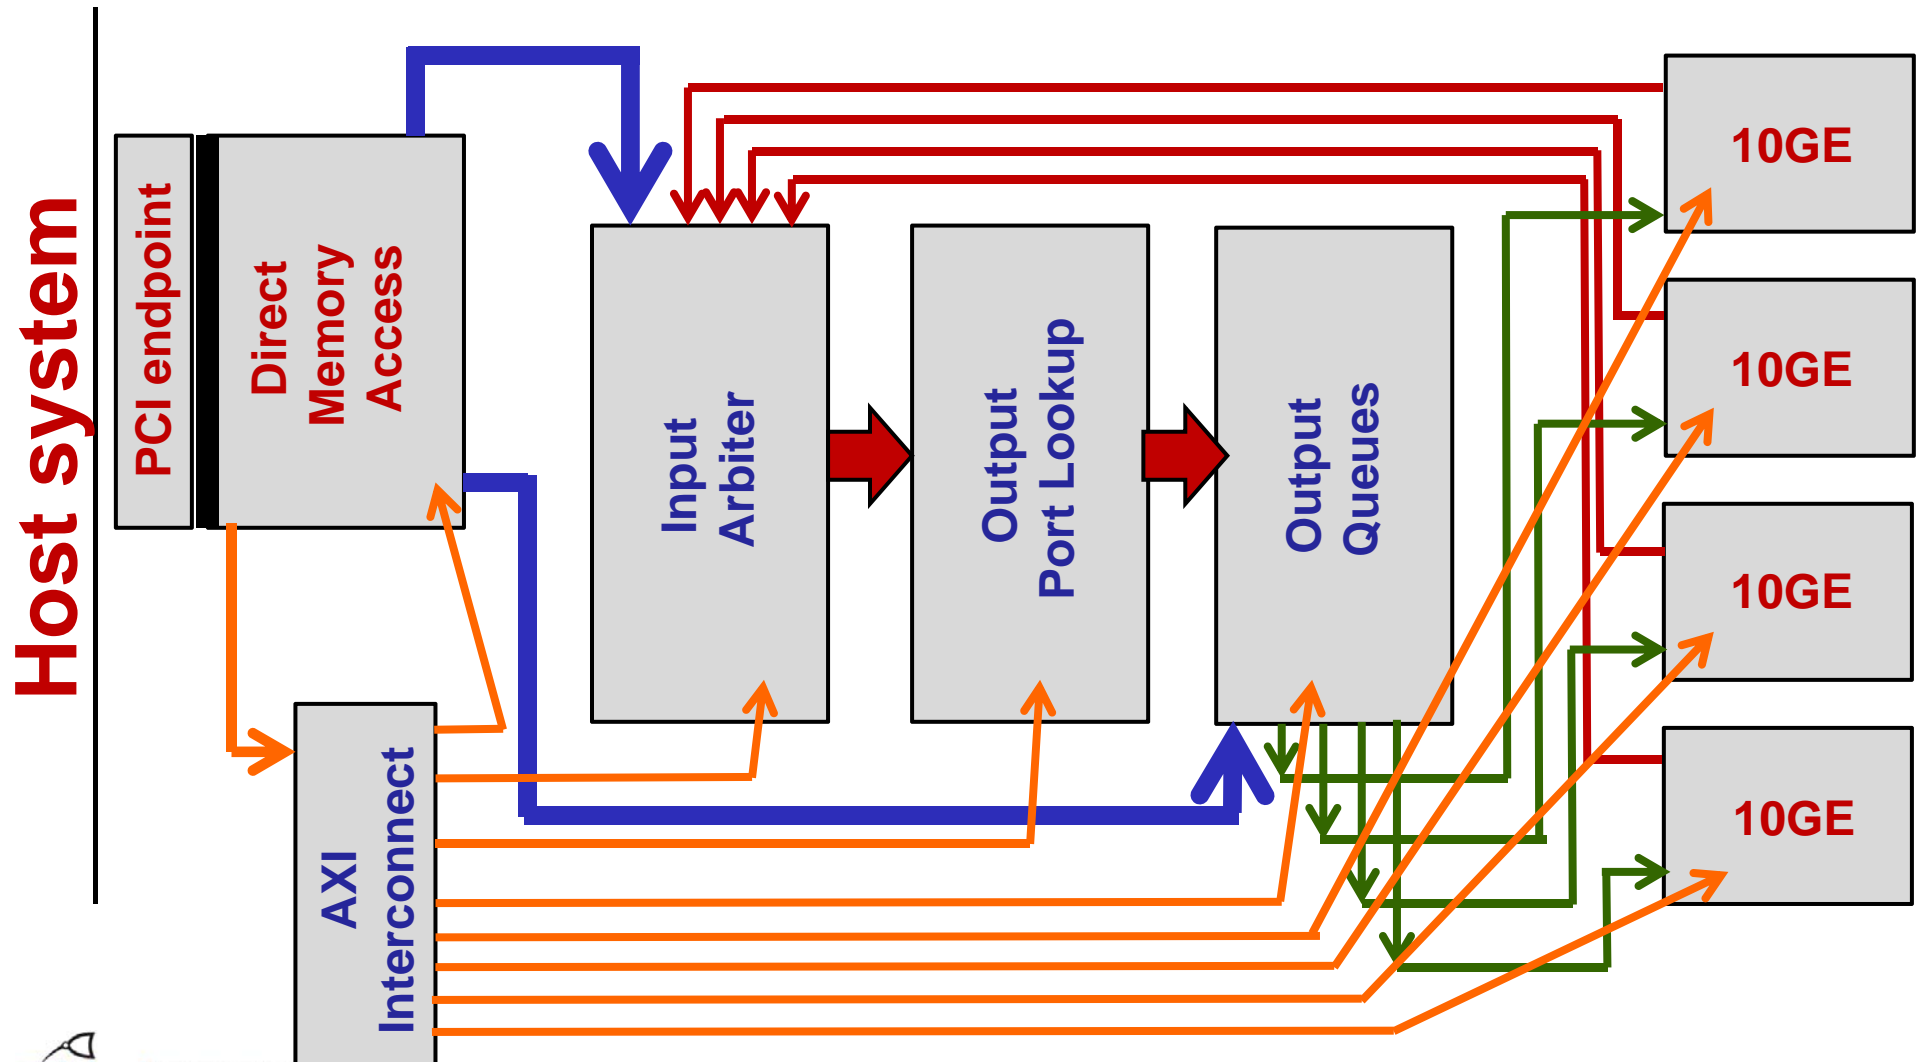 Host system
PCI endpoint
Direct
Memory
Access
Input
Arbiter
Output
Port Lookup
Output
Queues
10GE
10GE
10GE
10GE
AXI
Interconnect